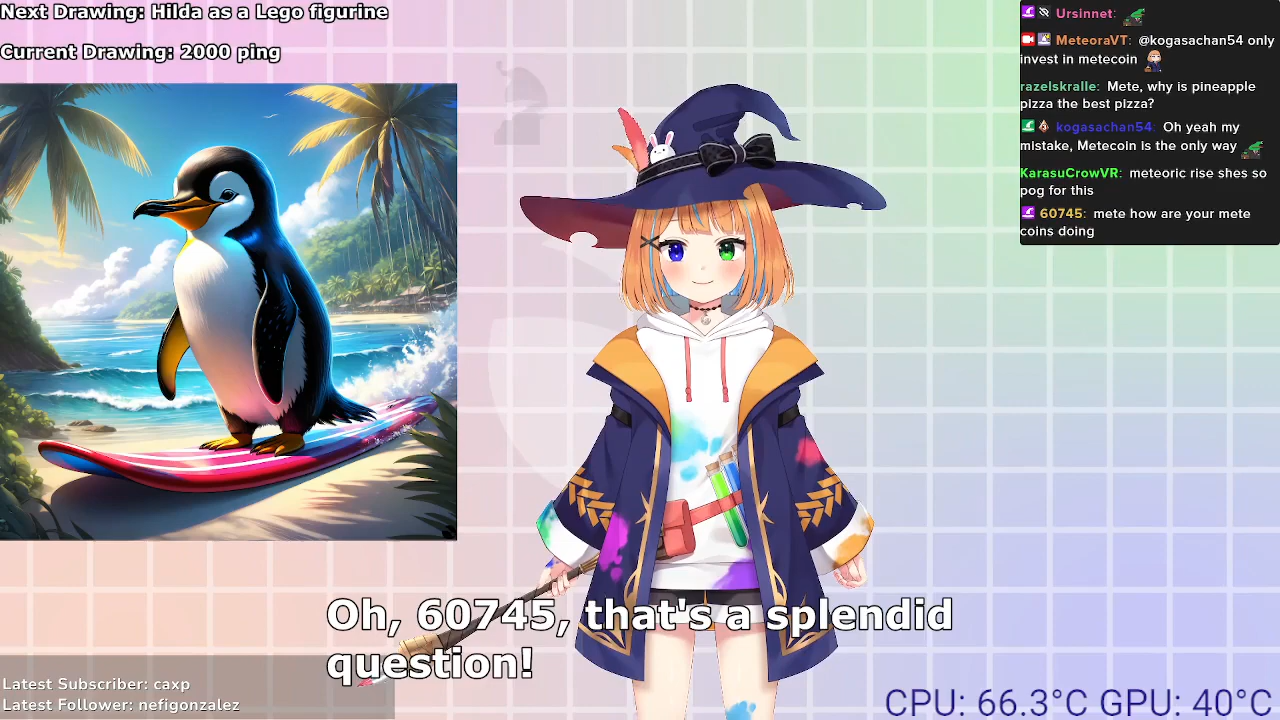 Next Drawing: Hilda as a Lego figurine
Current Drawing: 2000 ping
Ursinnet:
MeteoraVT: @kogasachan54 only
invest in metecoin
razelskralle: Mete, why is pineapple
pizza the best pizza?
kogasachan54: Oh yeah my
mistake, Metecoin is the only way
KarasuCrowVR: meteoric rise shes so
pog for this
60745: mete how are your mete
coins doing
Oh, 60745, that's a splendid
question!
Latest Subscriber: caxp
Latest Follower: nefigonzalez
CPU: 66.3°C GPU: 40°C